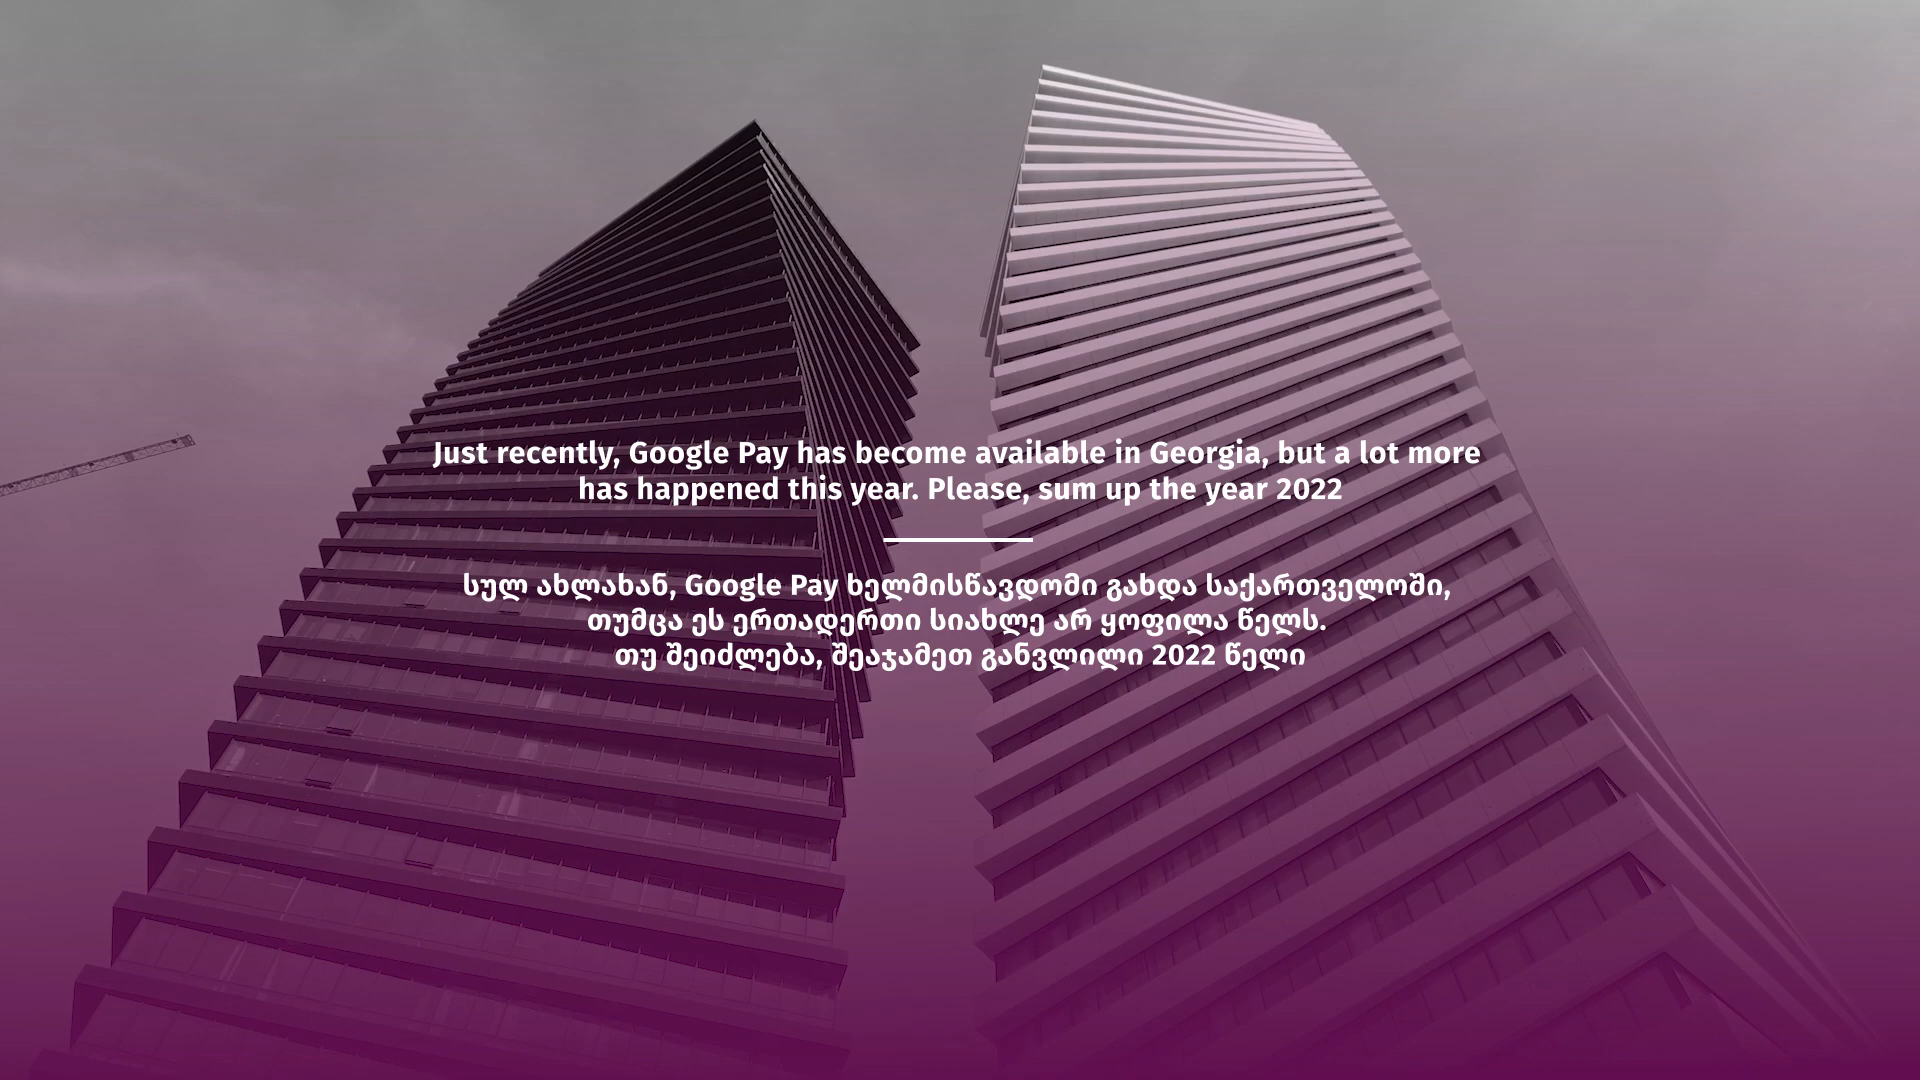 Just recently, Google Pay has become available in Georgia, but a lot more
has happened this year. Please, sum up the year 2022
სულ ახლახან, Google Pay ხელმისწავდომი გახდა საქართველოში,
თუმცა ეს ერთადერთი სიახლე არ ყოფილა წელს.
თუ შეიძლება, შეაჯამეთ განვლილი 2022 წელი